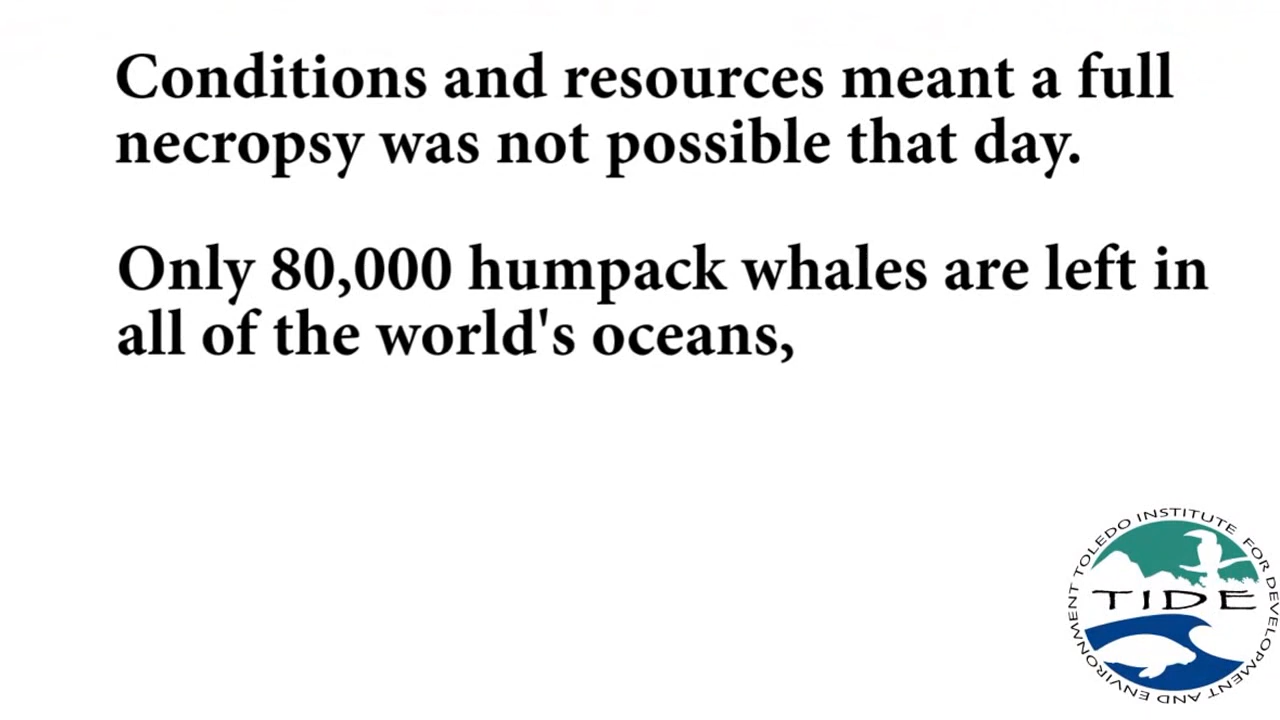 Conditions and resources meant a full
necropsy was not possible that day.
Only 80,000 humpack whales are left in
all of the world's oceans,
TOLEDO INSTITUTE FOR DEVELOPMENT AND ENVIRONMENT
TIDE